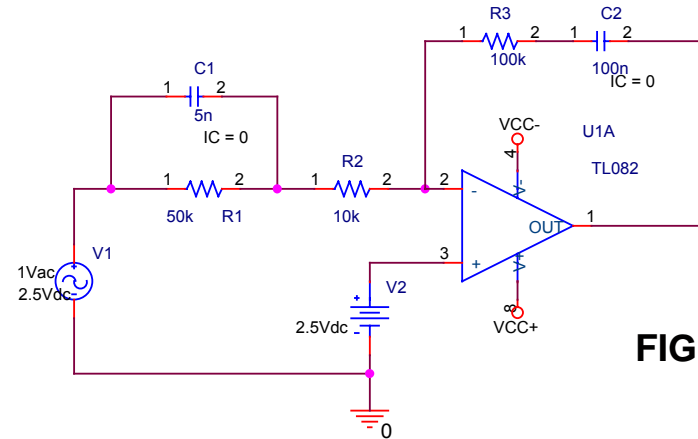 R3
C2
1
2
1
2
100k
100n
IC = 0
C1
1
2
5n
IC = 0
VCC-
U1A
4
TL082
V-
R2
1
2
1
2
2
-
50k
R1
10k
OUT
1
V1
3
+
V+
1Vac
2.5Vdc
+
-
V2
+
2.5Vdc
-
8
VCC+
FIG
0